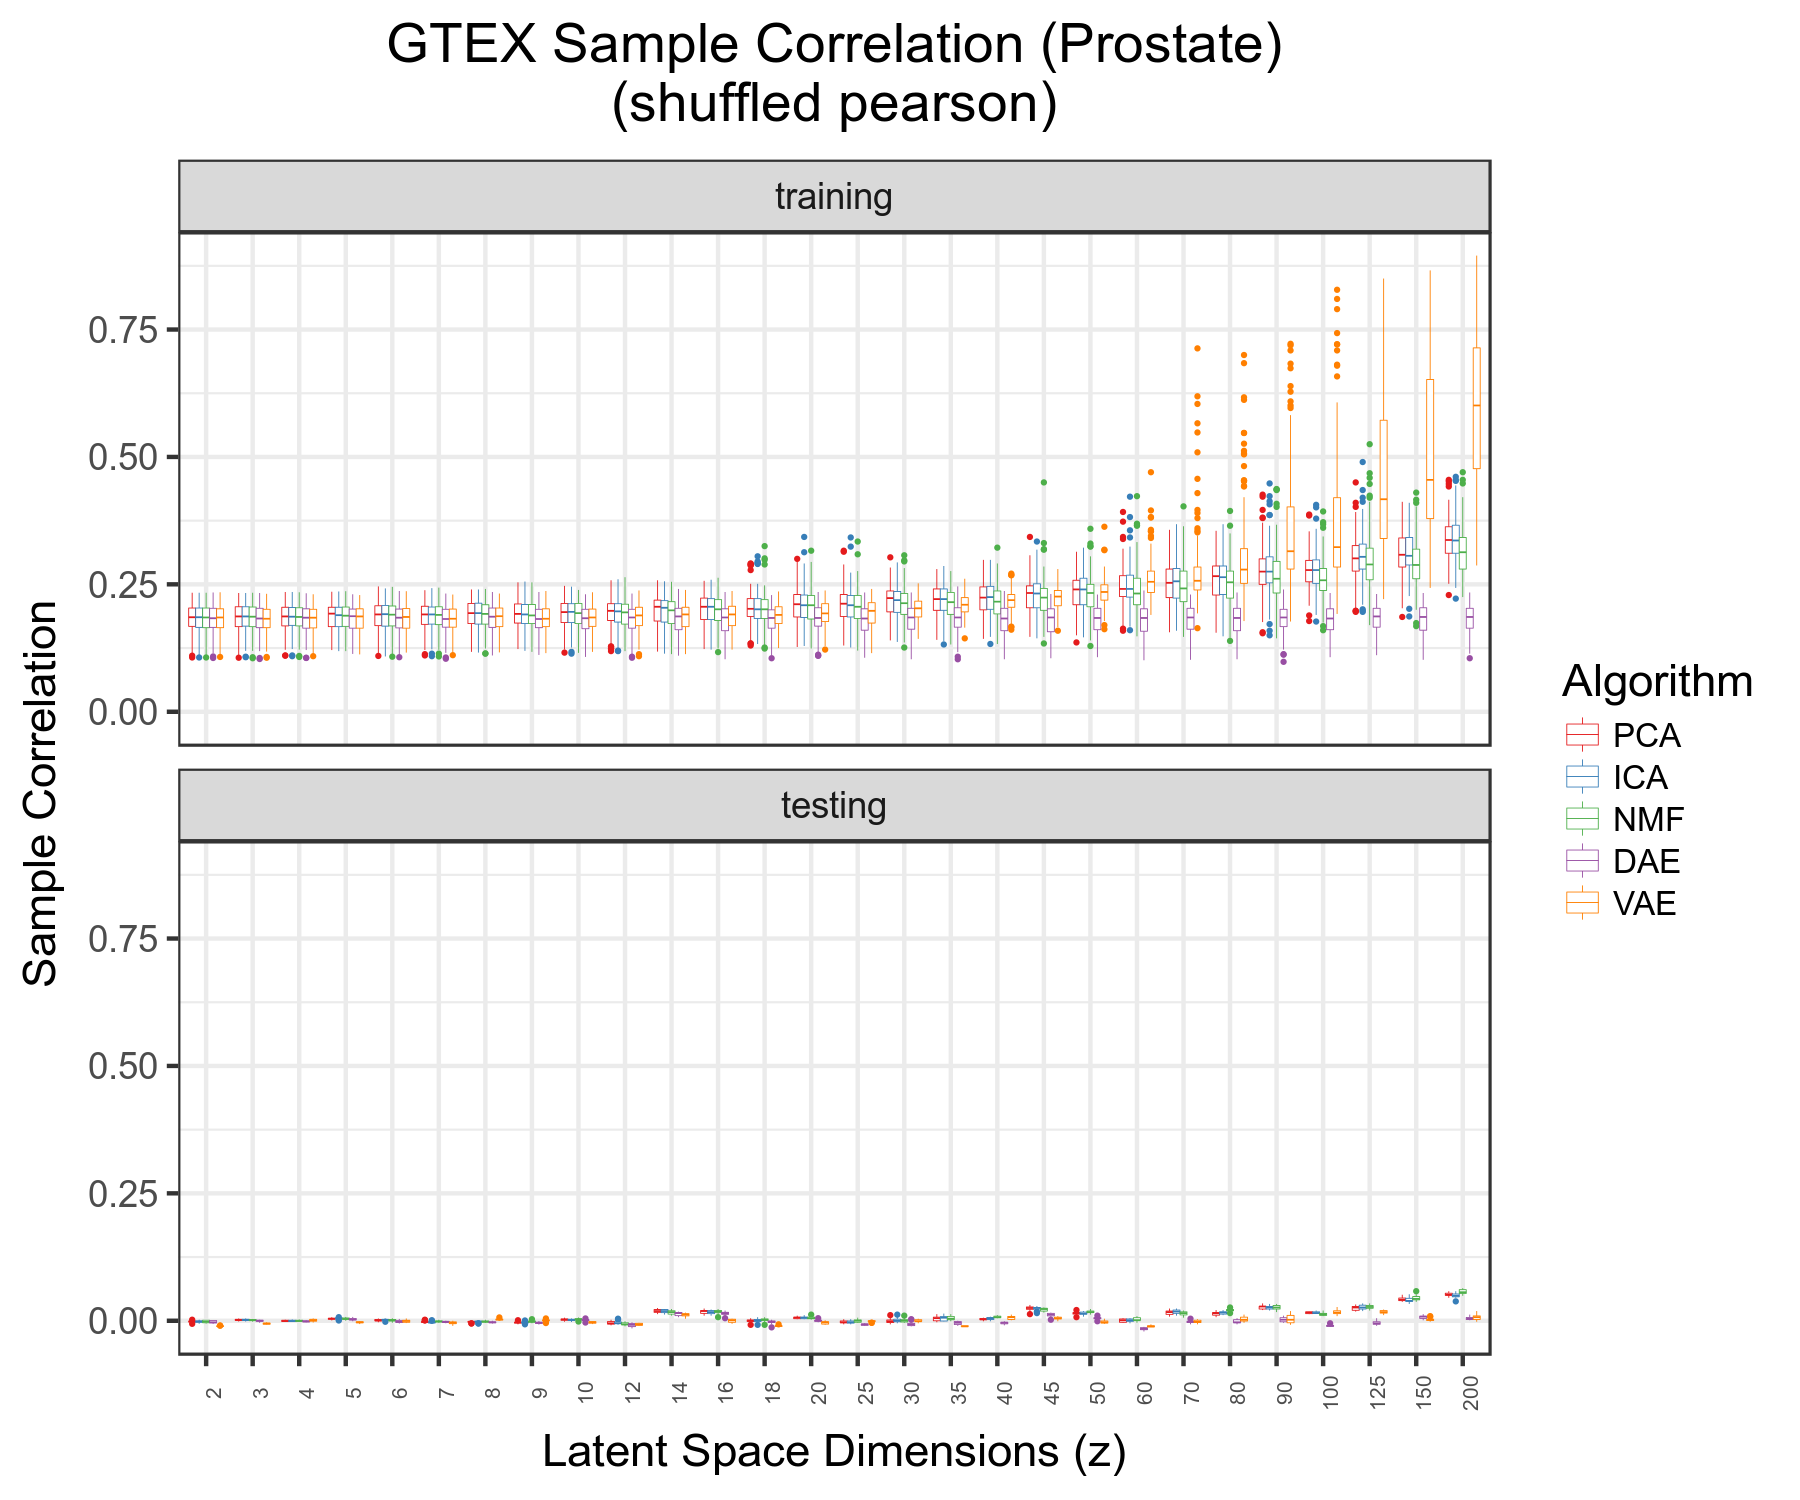 GTEX Sample Correlation (Prostate)
(shuffled pearson)
training
0.75
0.50
0.25
0.00
testing
0.75
0.50
0.25
0.00
Sample Correlation
2 3 4 5 6 7 8 9 10 12 14 16 18 20 25 30 35 40 45 50 60 70 80 90 100 125 150 200
Latent Space Dimensions (z)
Algorithm
PCA
ICA
NMF
DAE
VAE